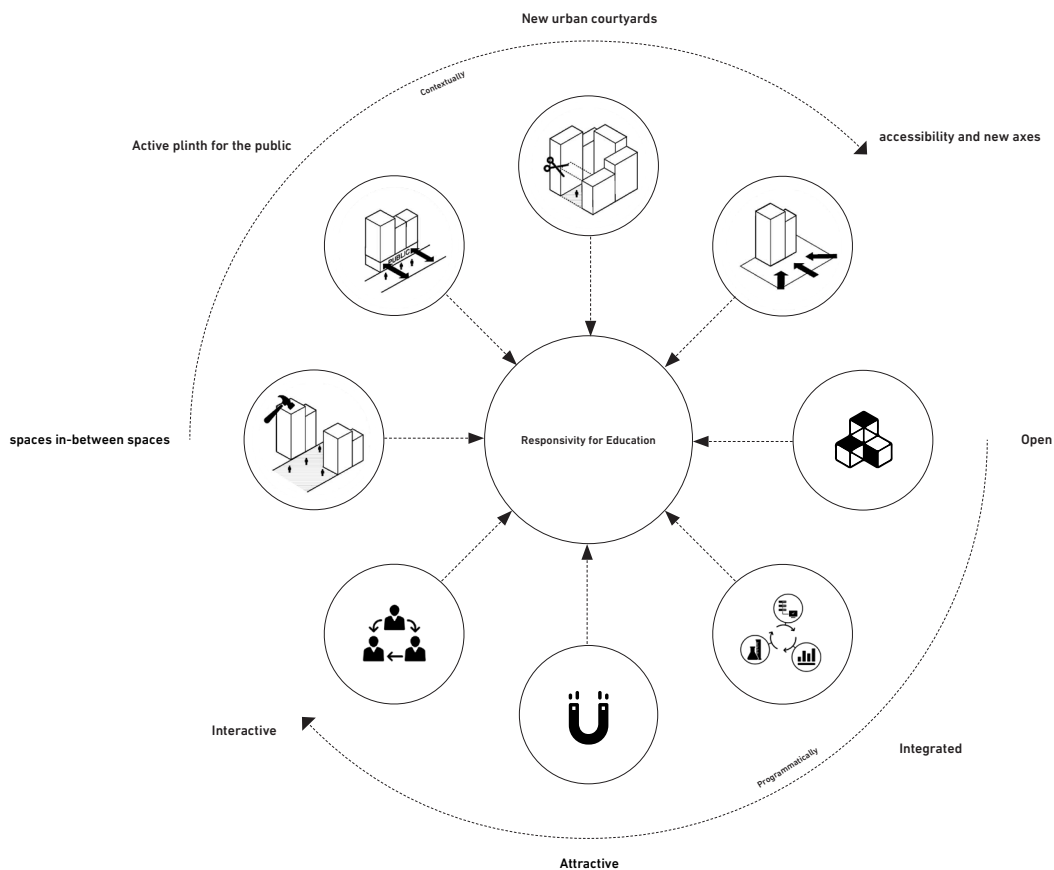 New urban courtyards
Contextually
Active plinth for the public
accessibility and new axes
PUBLIC
spaces in-between spaces
Responsivity for Education
Open
Interactive
Integrated
Programmatically
Attractive